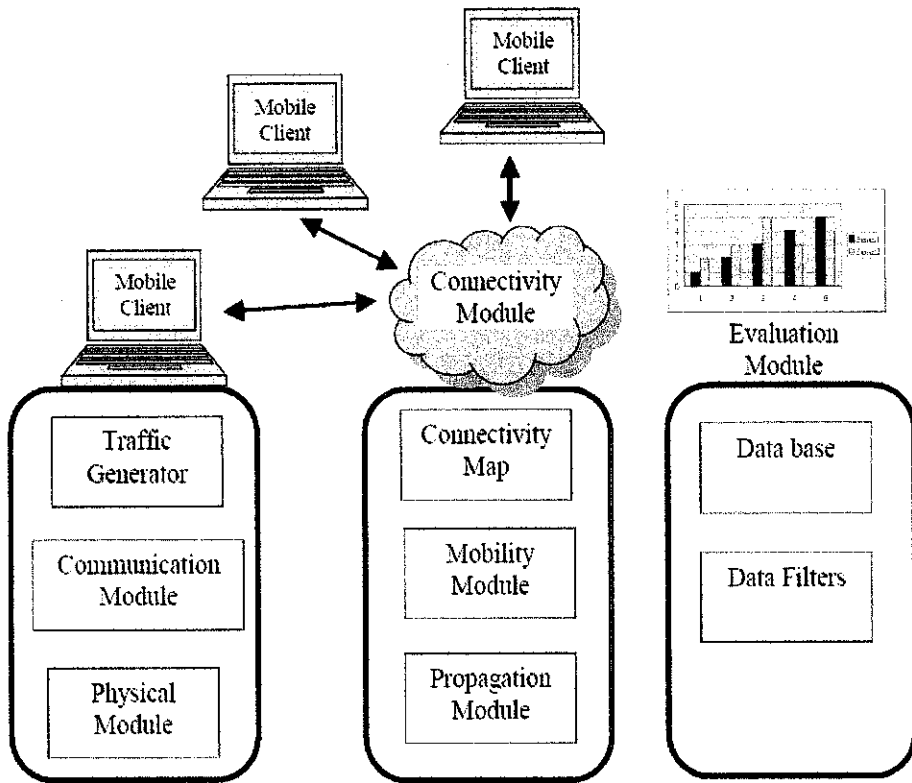 Mobile
Client
Mobile
Client
Mobile
Client
Connectivity
Module
Evaluation
Module
Traffic
Generator
Communication
Module
Physical
Module
Connectivity
Map
Mobility
Module
Propagation
Module
Data base
Data Filters